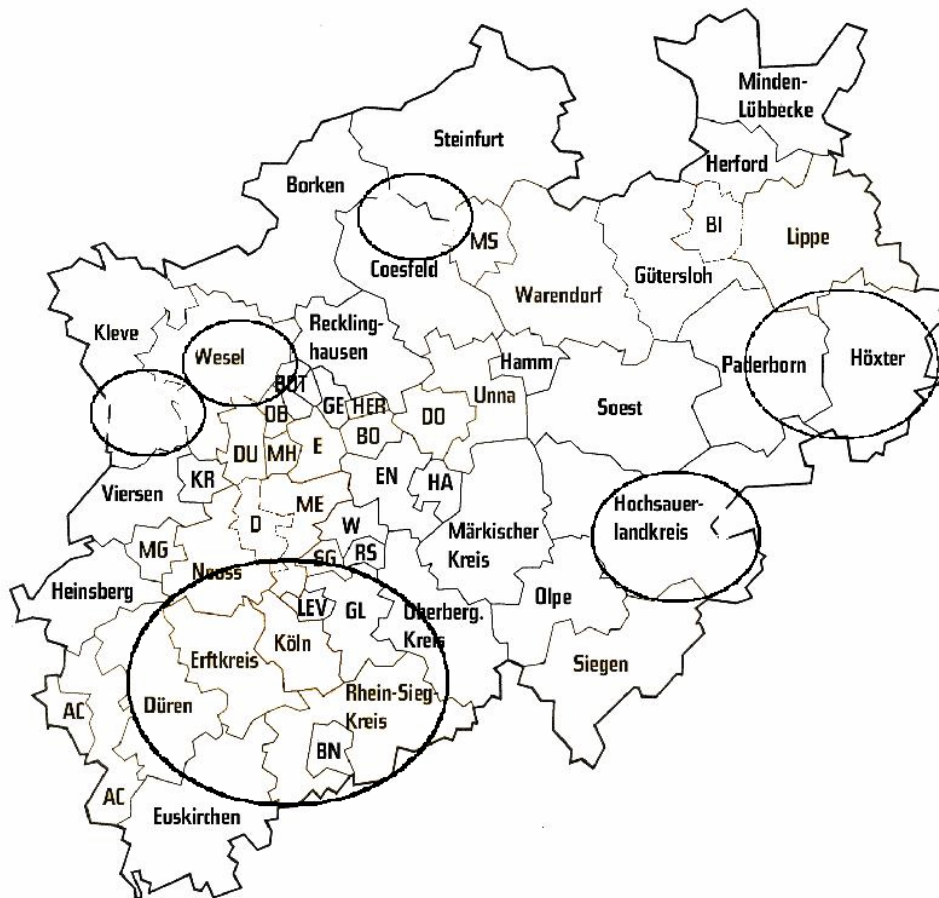 Minden-
Lübbecke
Steinfurt
Herford
Borken
BI
MS
Lippe
Coesfeld
Gütersloh
Warendorf
Kleve
Reckling-
hausen
Wesel
Hamm
Paderborn
Höxter
BOT
Unna
GE
HER
Soest
OB
DO
BO
DU
MH
E
EN
KR
HA
Viersen
ME
Hochsauer-
landkreis
D
W
Märkischer
Kreis
MG
SG
RS
Neuss
Heinsberg
Olpe
LEV
GL
Oberberg.
Kreis
Köln
Erftkreis
Siegen
Rhein-Sieg-
Kreis
Düren
AC
BN
AC
Euskirchen